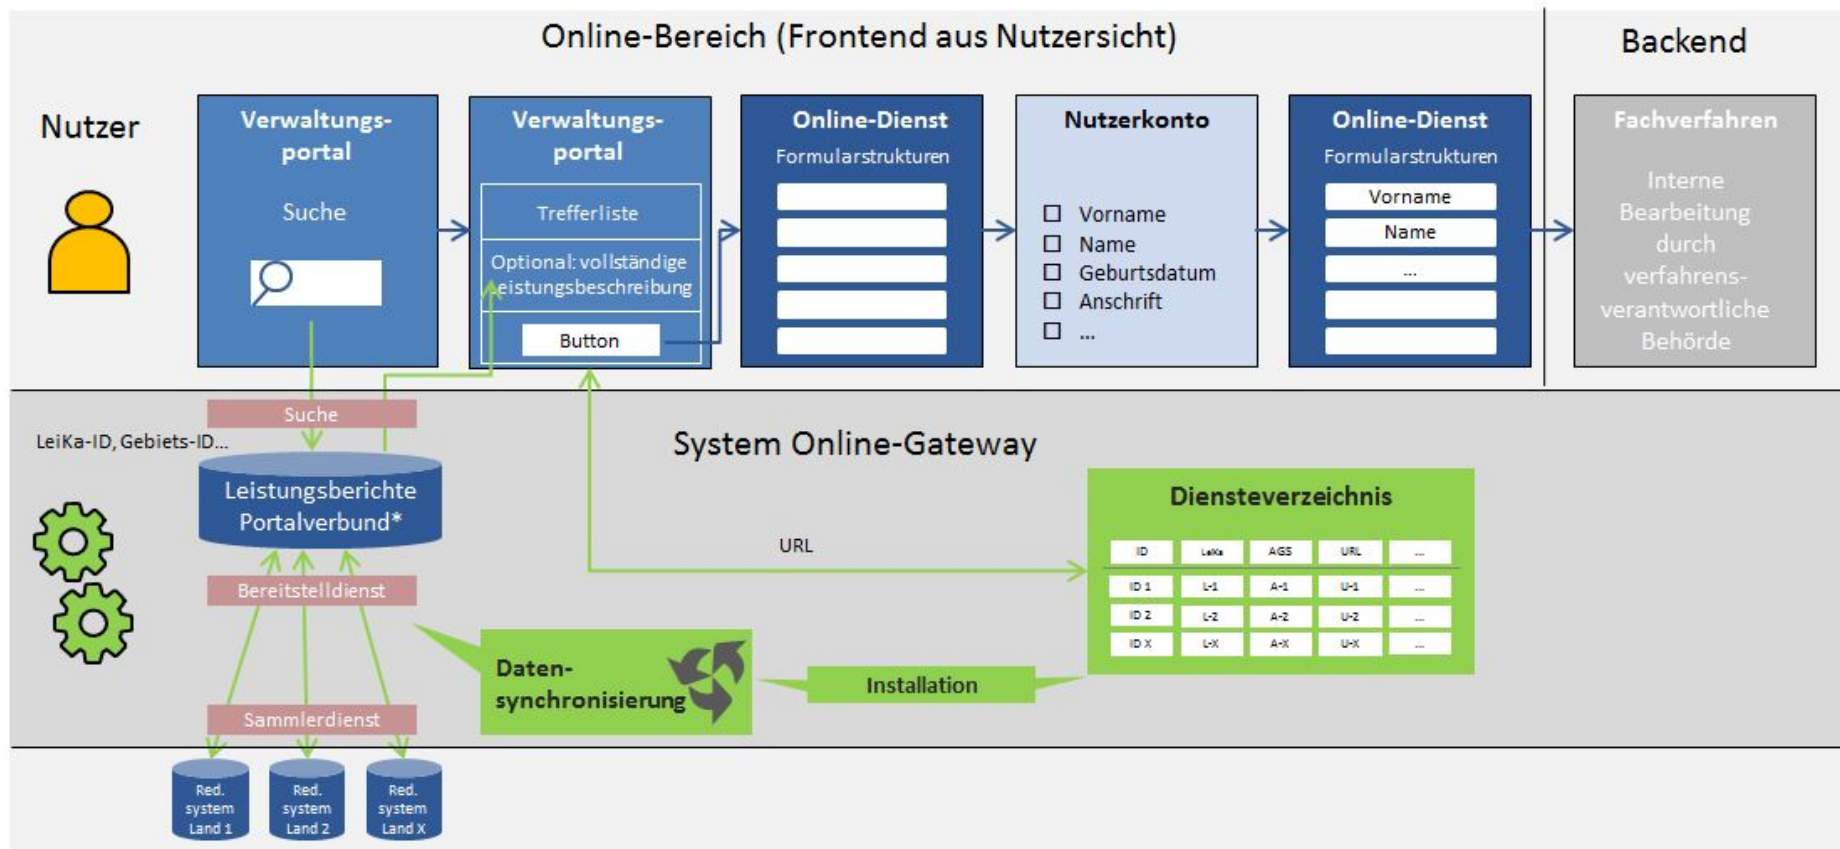 Online-Bereich (Frontend aus Nutzersicht)
Backend
Nutzer
Verwaltungs-
portal
Suche
Verwaltungs-
portal
Trefferliste
Optional: vollständige
Leistungsbeschreibung
Button
Online-Dienst
Formularstrukturen
Nutzerkonto
☐ Vorname
☐ Name
☐ Geburtsdatum
☐ Anschrift
☐ ...
Online-Dienst
Formularstrukturen
Vorname
Name
...
Fachverfahren
Interne
Bearbeitung
durch
verfahrens-
verantwortliche
Behörde
System Online-Gateway
Suche
LeiKa-ID, Gebiets-ID...
Leistungsberichte
Portalverbund*
Bereitstelldienst
Sammlerdienst
Red.
system
Land 1
Red.
system
Land 2
Red.
system
Land X
URL
Daten-
synchronisierung
Installation
Diensteverzeichnis
ID LeiKa AGS URL ...
ID 1 L-1 A-1 U-1 ...
ID 2 L-2 A-2 U-2 ...
ID X L-X A-X U-X ...